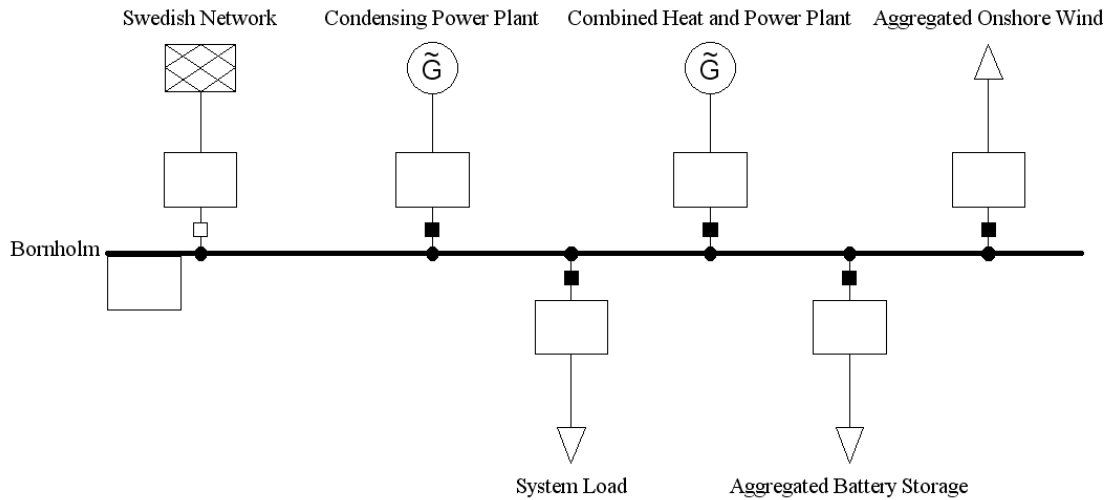 Swedish Network
Condensing Power Plant
Combined Heat and Power Plant
Aggregated Onshore Wind
G̃
G̃
Bornholm
System Load
Aggregated Battery Storage